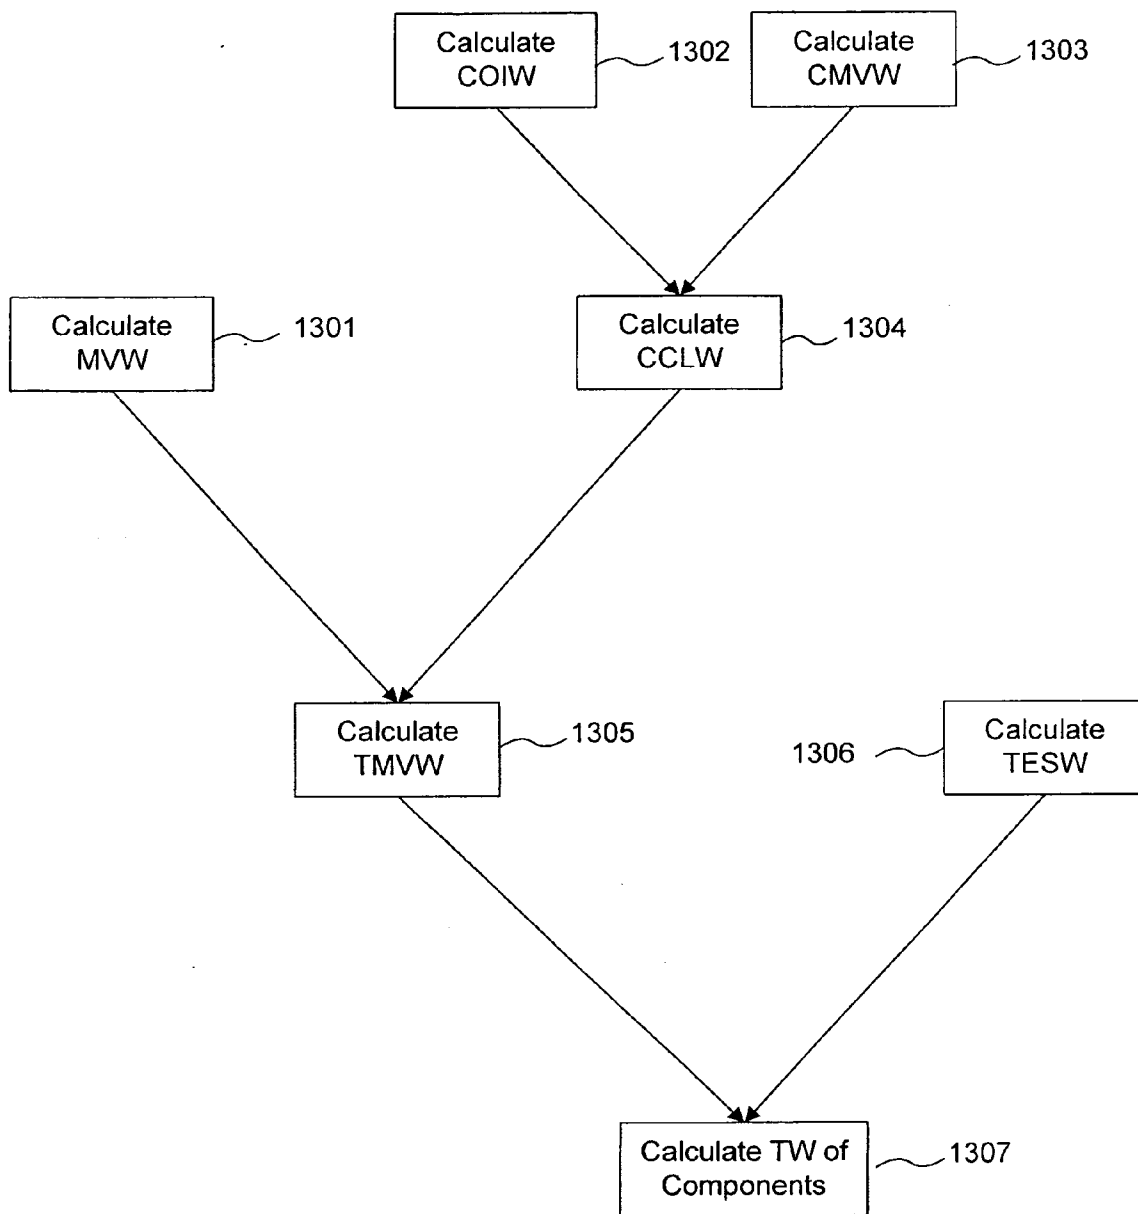 Calculate
COIW
1302
Calculate
CMVW
1303
Calculate
MVW
1301
Calculate
CCLW
1304
Calculate
TMVW
1305
1306
Calculate
TESW
Calculate TW of
Components
1307